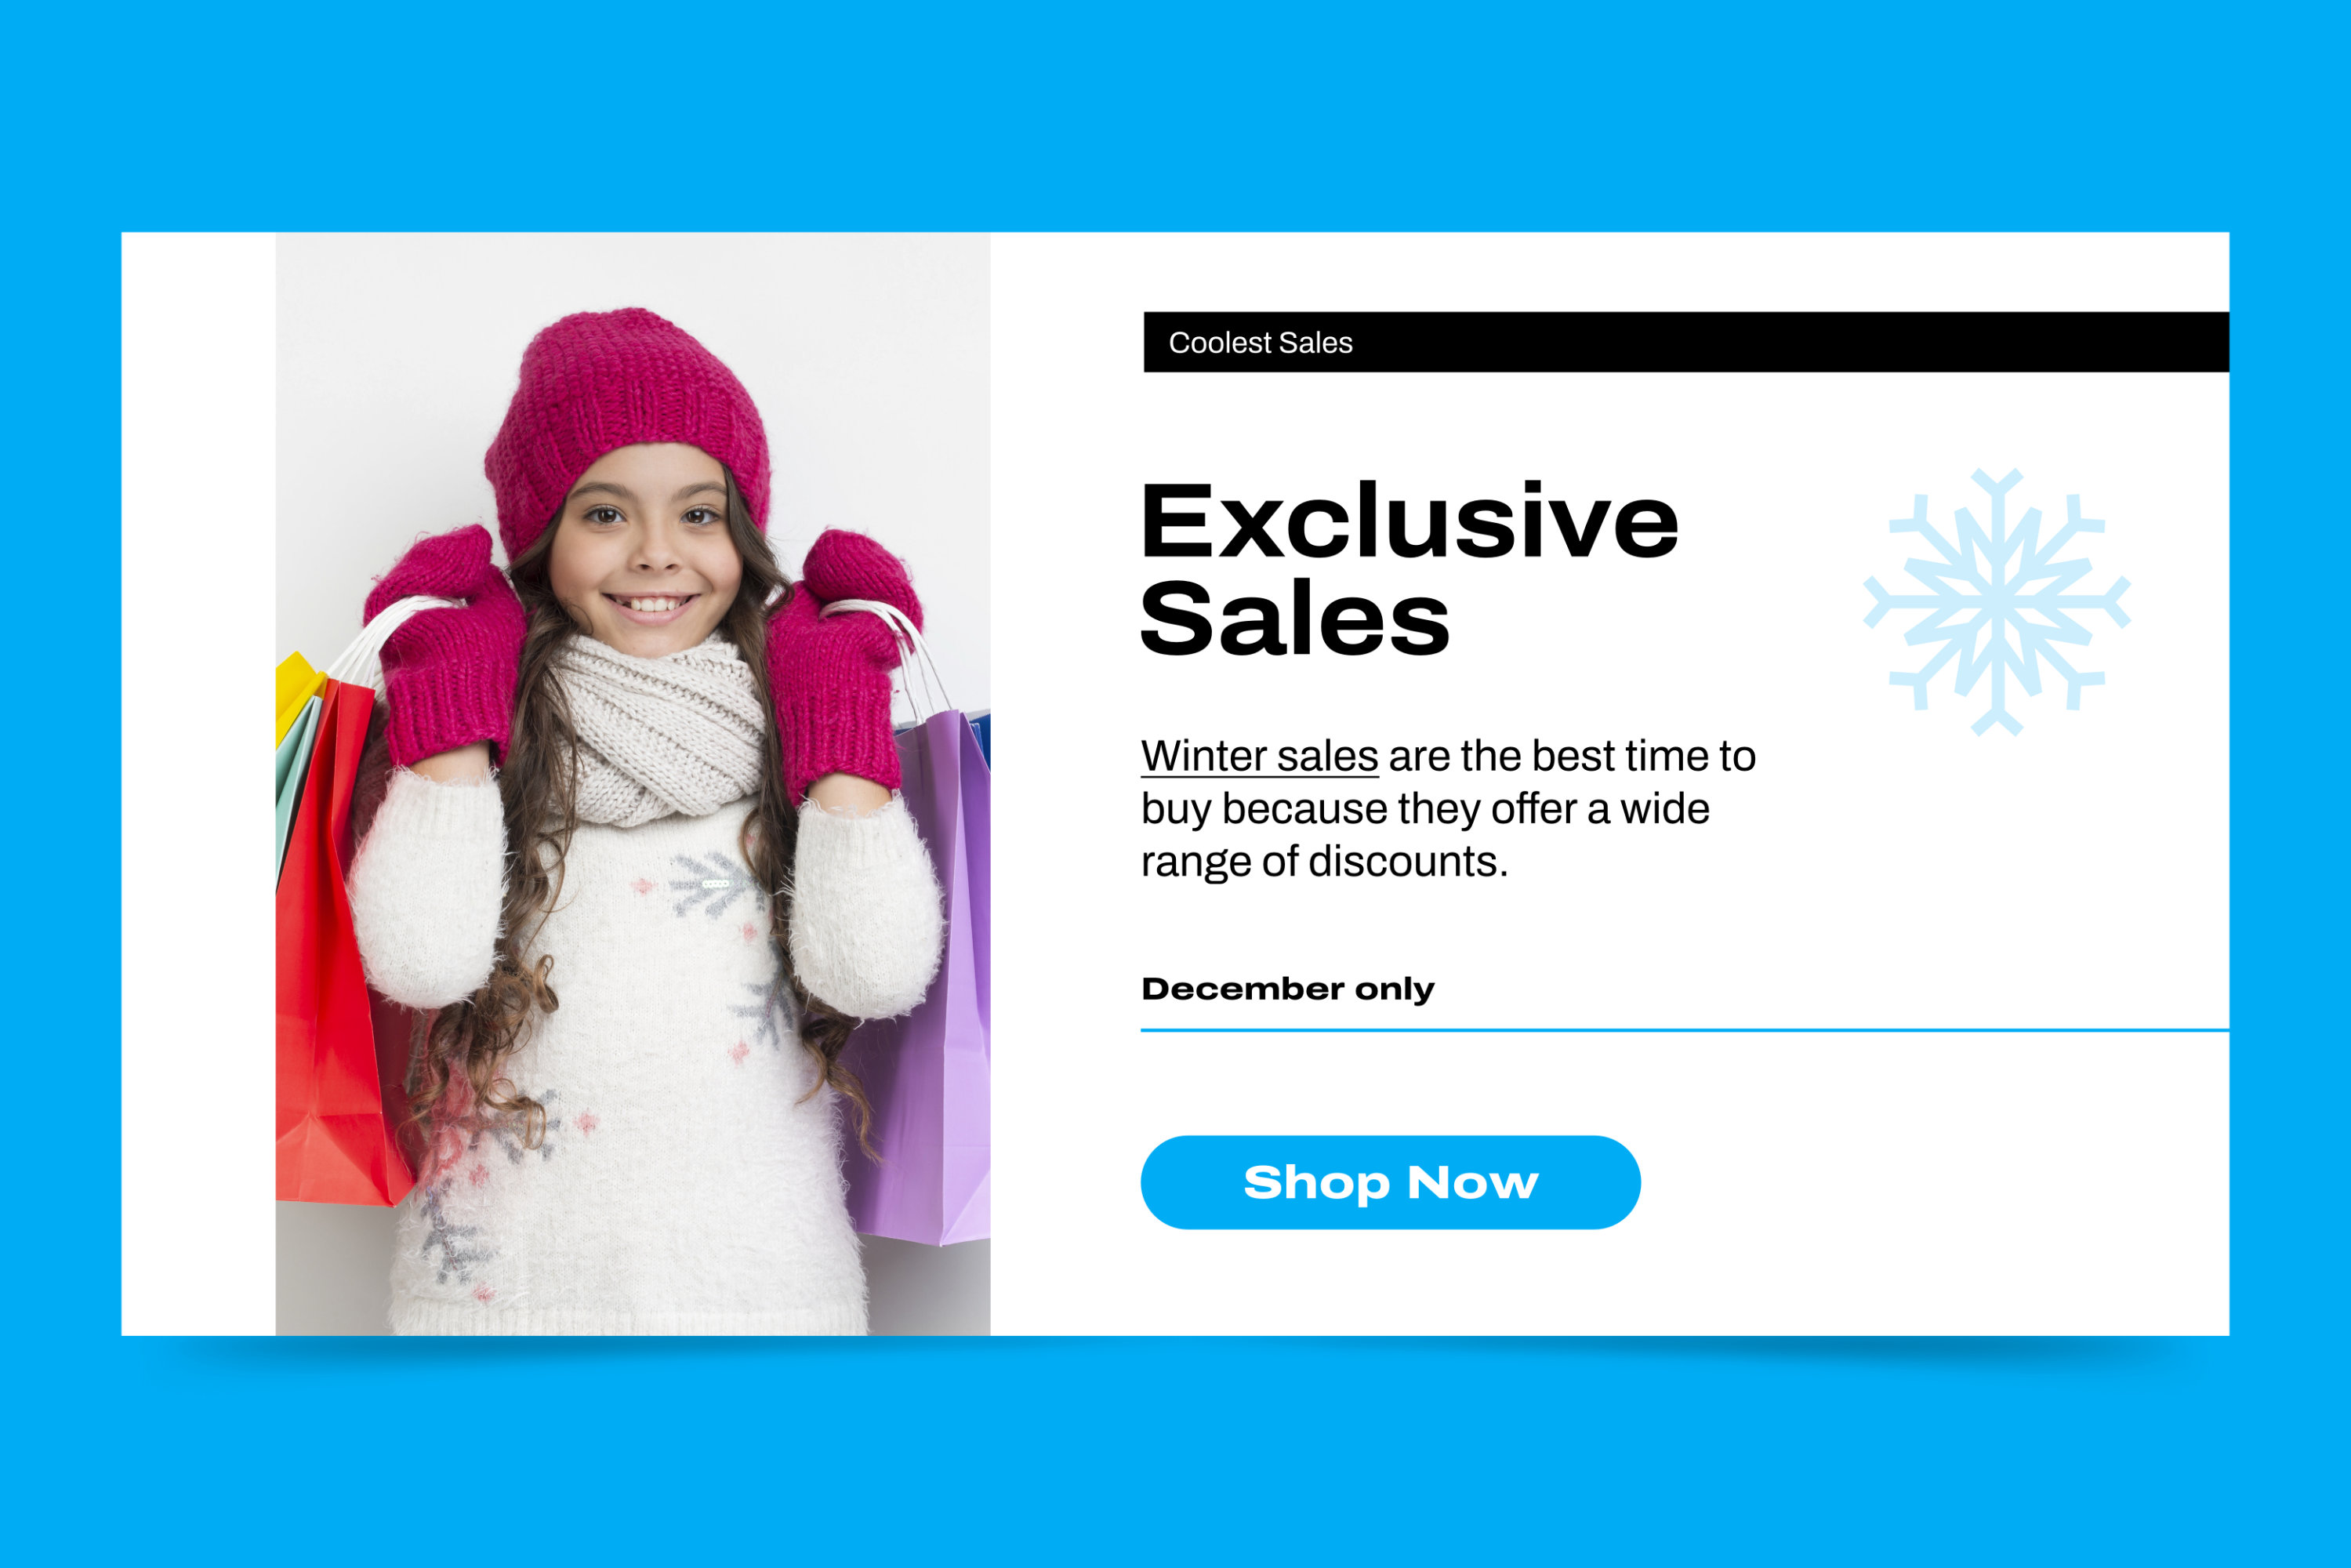 Coolest Sales
Exclusive
Sales
Winter sales are the best time to
buy because they offer a wide
range of discounts.
December only
Shop Now